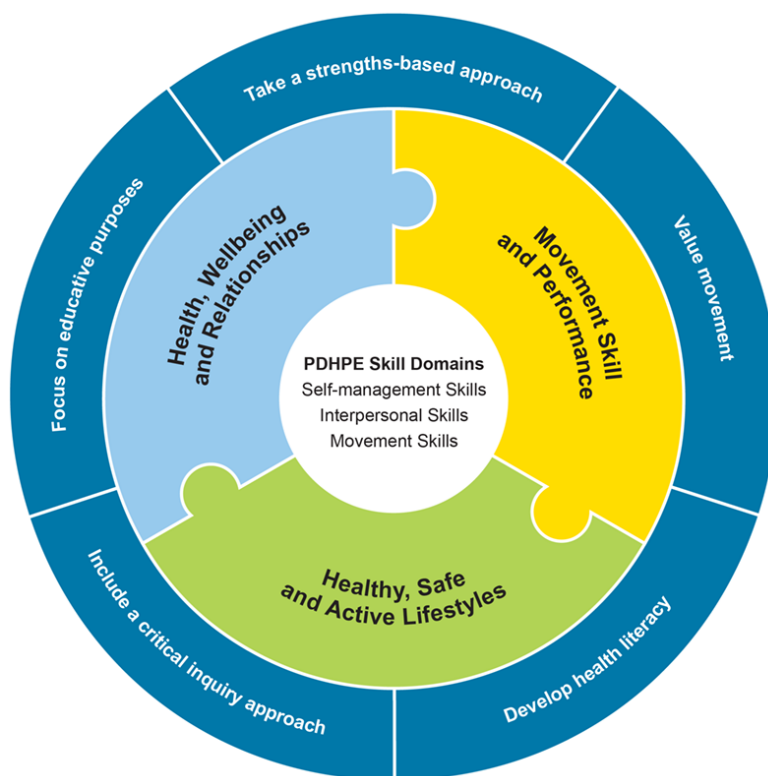 Take a strengths-based approach
Value movement
Develop health literacy
Include a critical inquiry approach
Focus on educative purposes
Health, Wellbeing
and Relationships
Movement Skill
and Performance
Healthy, Safe
and Active Lifestyles
PDHPE Skill Domains
Self-management Skills
Interpersonal Skills
Movement Skills